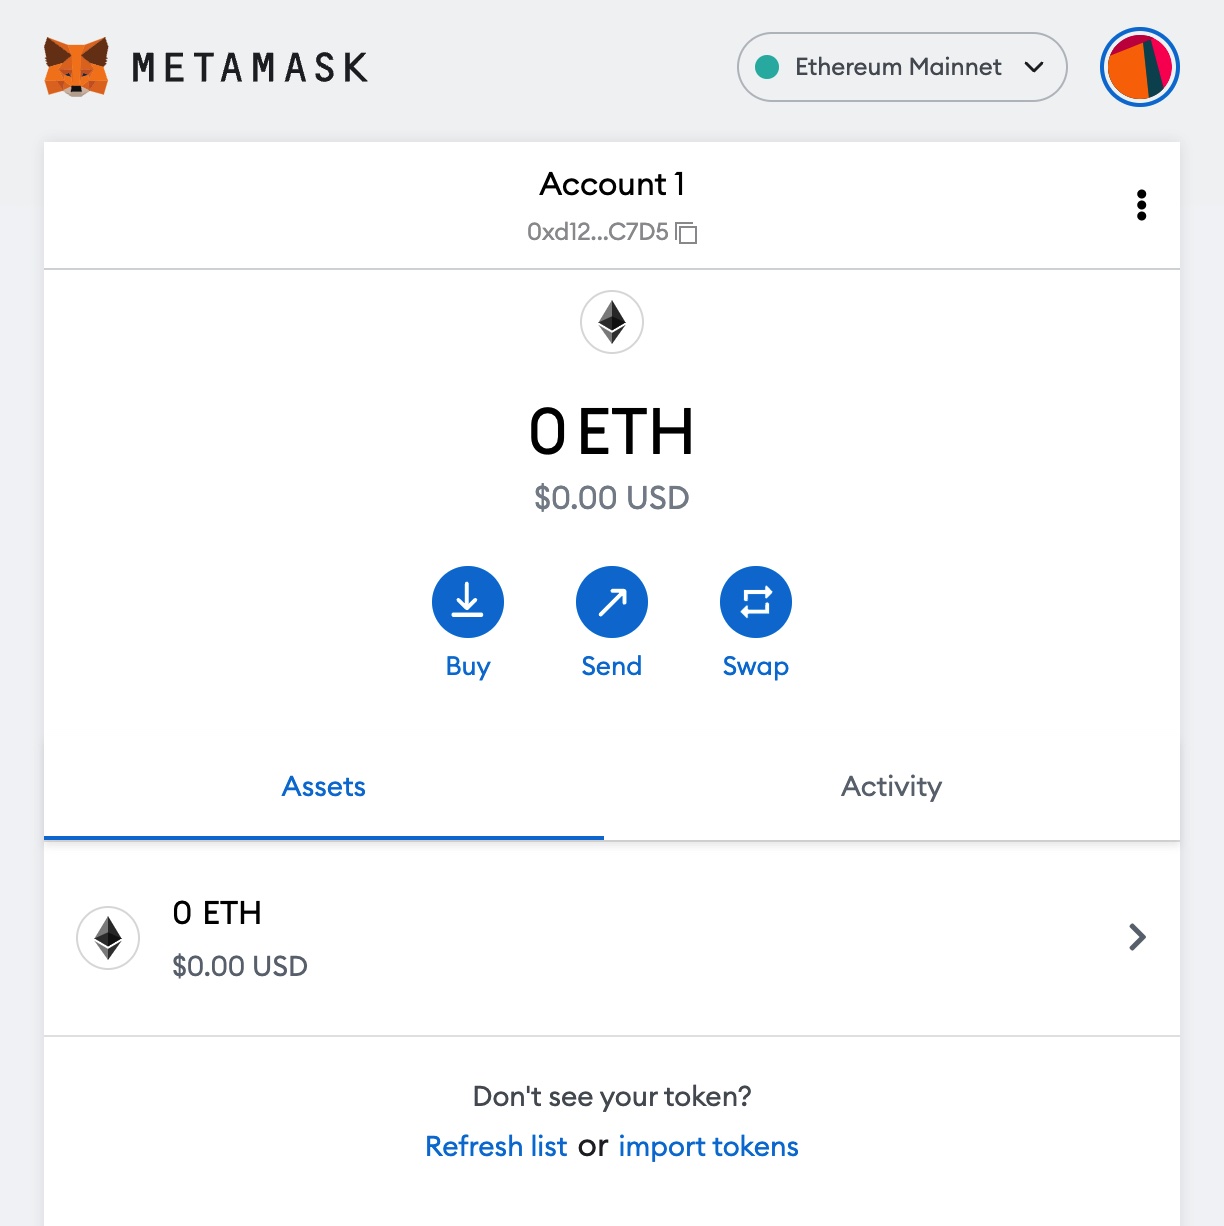 METAMASK
Ethereum Mainnet
Account 1
0xd12...C7D5
0 ETH
$0.00 USD
Buy Send Swap
Assets Activity
0 ETH
$0.00 USD
Don't see your token?
Refresh list or import tokens